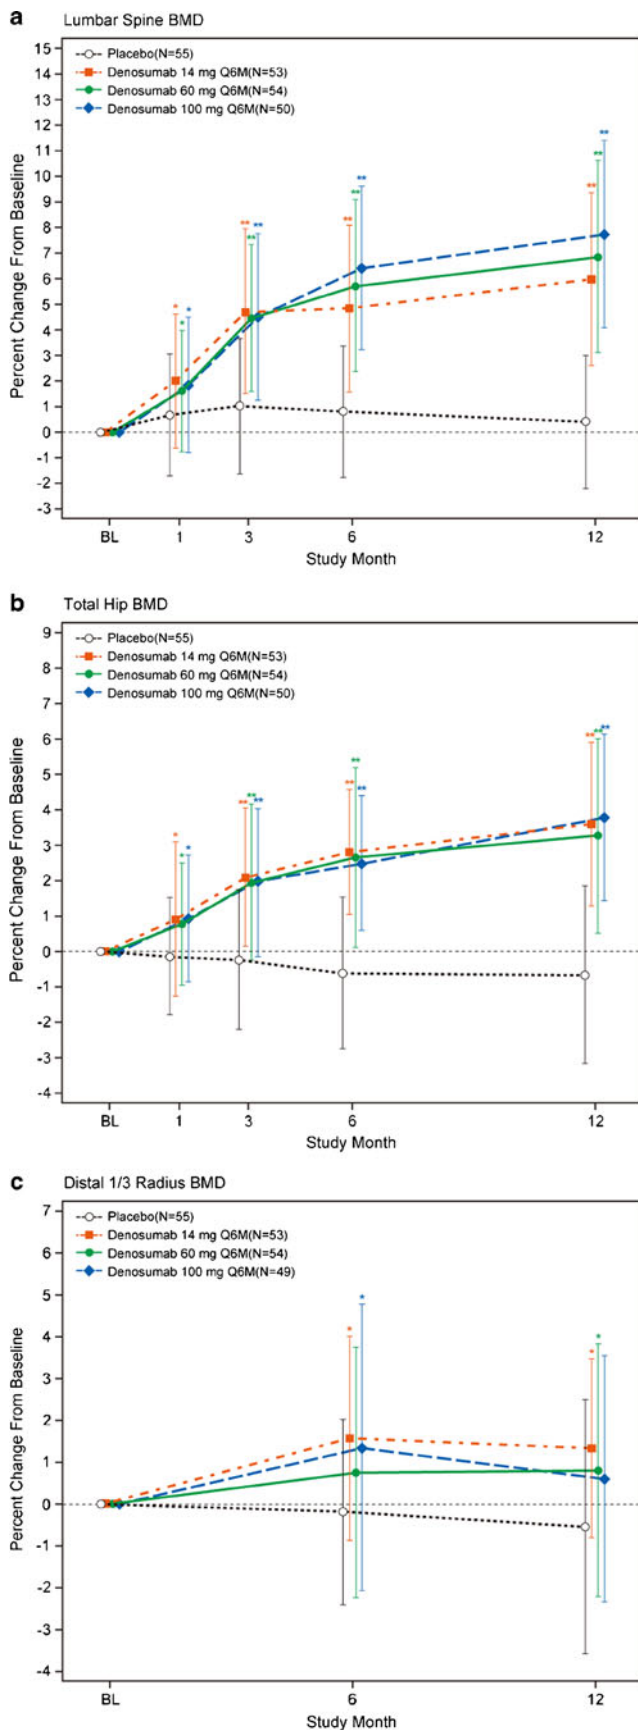 a Lumbar Spine BMD
15
14
13
12
11
10
9
8
7
6
5
4
3
2
1
0
-1
-2
-3
Percent Change From Baseline
Placebo(N=55)
Denosumab 14 mg Q6M(N=53)
Denosumab 60 mg Q6M(N=54)
Denosumab 100 mg Q6M(N=50)
* * *
** ** **
** ** **
** ** **
BL 1 3 6 12
Study Month
b Total Hip BMD
9
8
7
6
5
4
3
2
1
0
-1
-2
-3
-4
Percent Change From Baseline
Placebo(N=55)
Denosumab 14 mg Q6M(N=53)
Denosumab 60 mg Q6M(N=54)
Denosumab 100 mg Q6M(N=50)
* * *
** ** **
** ** **
** ** **
BL 1 3 6 12
Study Month
c Distal 1/3 Radius BMD
7
6
5
4
3
2
1
0
-1
-2
-3
-4
Percent Change From Baseline
Placebo(N=55)
Denosumab 14 mg Q6M(N=53)
Denosumab 60 mg Q6M(N=54)
Denosumab 100 mg Q6M(N=49)
* *
* *
BL 6 12
Study Month